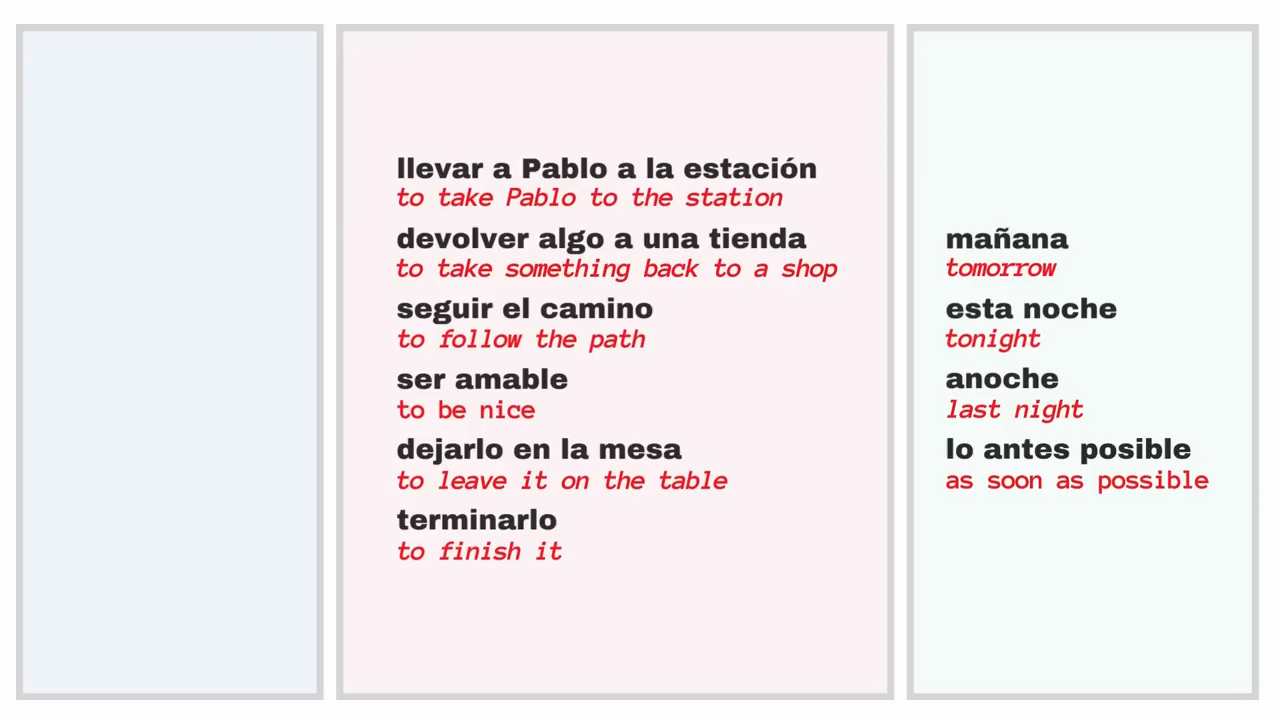 llevar a Pablo a la estación
to take Pablo to the station
devolver algo a una tienda
to take something back to a shop
seguir el camino
to follow the path
ser amable
to be nice
dejarlo en la mesa
to leave it on the table
terminarlo
to finish it
mañana
tomorrow
esta noche
tonight
anoche
last night
lo antes posible
as soon as possible